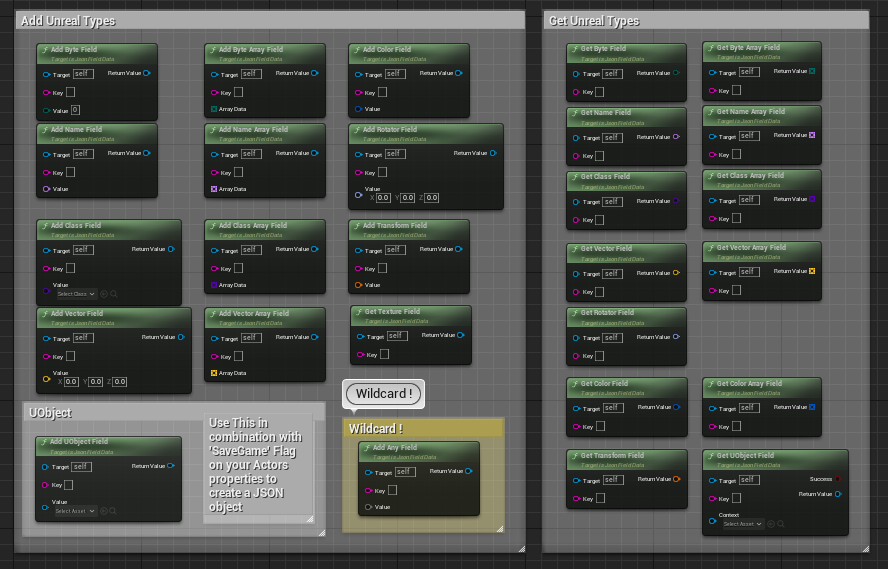 Add Unreal Types
Add Byte Field
Target is Json Field Data
Target self Return Value
Key
Value 0
Add Byte Array Field
Target is Json Field Data
Target self Return Value
Key
Array Data
Add Color Field
Target is Json Field Data
Target self Return Value
Key
Value
Add Name Field
Target is Json Field Data
Target self Return Value
Key
Value
Add Name Array Field
Target is Json Field Data
Target self Return Value
Key
Array Data
Add Rotator Field
Target is Json Field Data
Target self Return Value
Key
Value
X 0.0 Y 0.0 Z 0.0
Add Class Field
Target is Json Field Data
Target self Return Value
Key
Select Class
Add Class Array Field
Target is Json Field Data
Target self Return Value
Key
Array Data
Add Transform Field
Target is Json Field Data
Target self Return Value
Key
Value
Add Vector Field
Target is Json Field Data
Target self Return Value
Key
Value
X 0.0 Y 0.0 Z 0.0
Add Vector Array Field
Target is Json Field Data
Target self Return Value
Key
Array Data
Get Texture Field
Target is Json Field Data
Target self Return Value
Key
UObject
Add UObject Field
Target is Json Field Data
Target self Return Value
Key
Value
Select Asset
Use This in
combination with
'SaveGame' Flag
on your Actors
properties to
create a JSON
object
Wildcard !
Wildcard !
Add Any Field
Target is Json Field Data
Target self Return Value
Key
Value
Get Unreal Types
Get Byte Field
Target is Json Field Data
Target self Return Value
Key
Get Byte Array Field
Target is Json Field Data
Target self Return Value
Key
Get Name Field
Target is Json Field Data
Target self Return Value
Key
Get Name Array Field
Target is Json Field Data
Target self Return Value
Key
Get Class Field
Target is Json Field Data
Target self Return Value
Key
Get Class Array Field
Target is Json Field Data
Target self Return Value
Key
Get Vector Field
Target is Json Field Data
Target self Return Value
Key
Get Vector Array Field
Target is Json Field Data
Target self Return Value
Key
Get Rotator Field
Target is Json Field Data
Target self Return Value
Key
Get Color Field
Target is Json Field Data
Target self Return Value
Key
Get Color Array Field
Target is Json Field Data
Target self Return Value
Key
Get Transform Field
Target is Json Field Data
Target self Return Value
Key
Get UObject Field
Target is Json Field Data
Success
Target self
Return Value
Key
Context
Select Asset